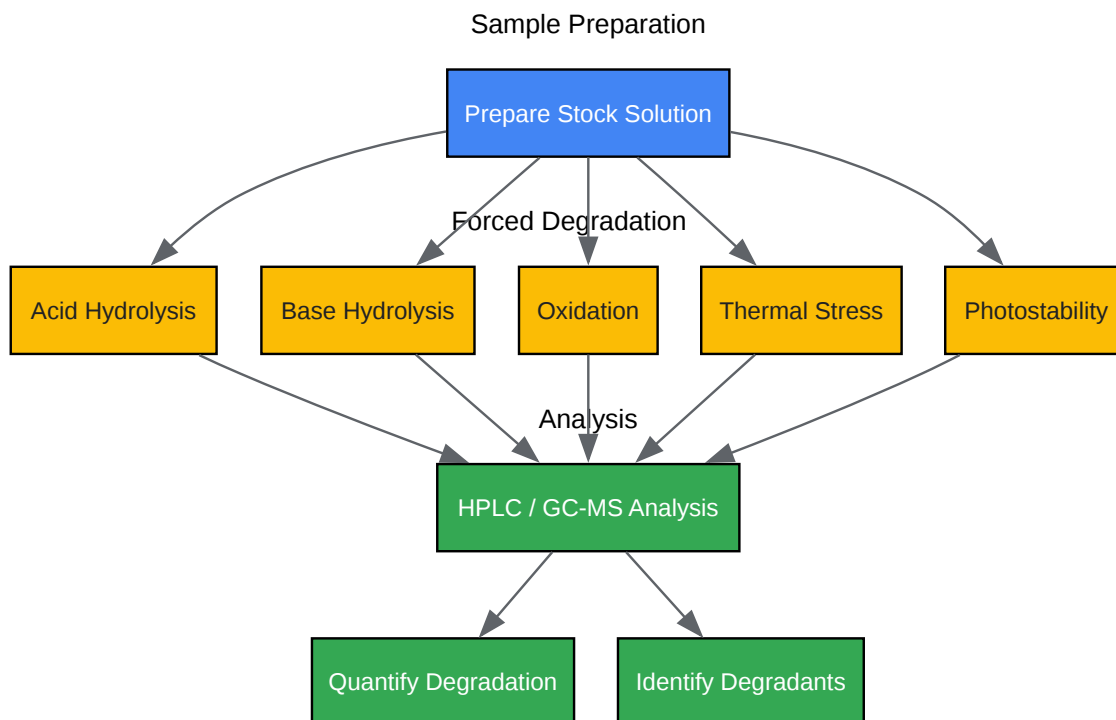 Sample Preparation
Prepare Stock Solution
Forced Degradation
Acid Hydrolysis
Base Hydrolysis
Oxidation
Thermal Stress
Photostability
Analysis
HPLC / GC-MS Analysis
Quantify Degradation
Identify Degradants